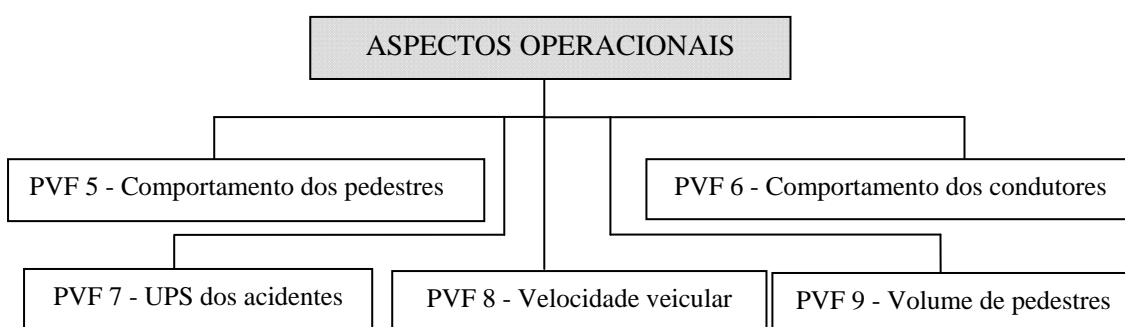 ASPECTOS OPERACIONAIS
PVF 5 - Comportamento dos pedestres
PVF 6 - Comportamento dos condutores
PVF 7 - UPS dos acidentes
PVF 8 - Velocidade veicular
PVF 9 - Volume de pedestres